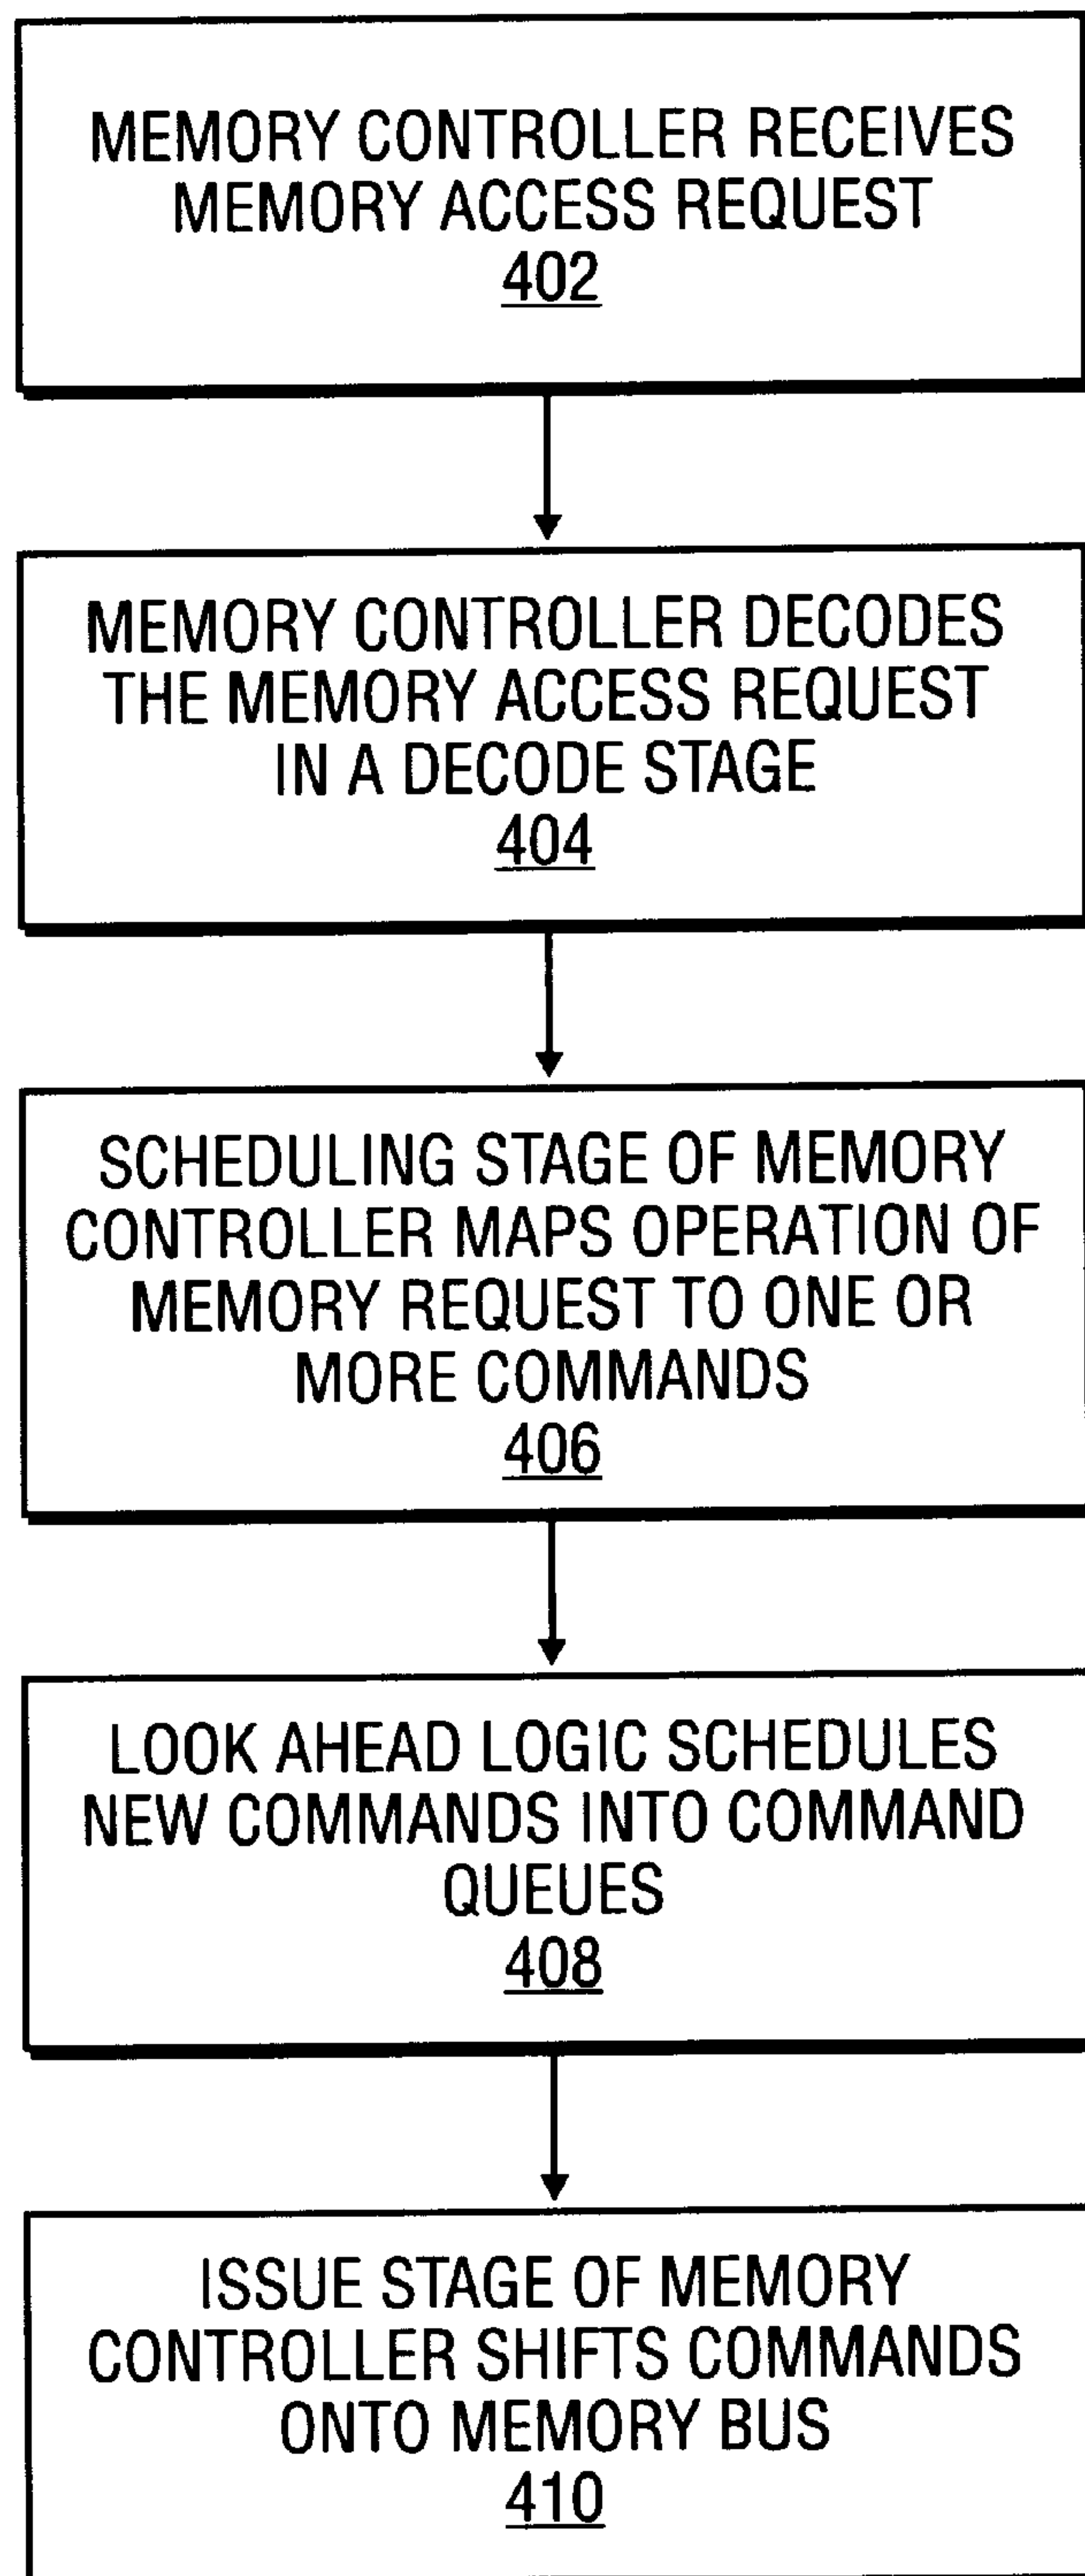 MEMORY CONTROLLER RECEIVES
MEMORY ACCESS REQUEST
402
MEMORY CONTROLLER DECODES
THE MEMORY ACCESS REQUEST
IN A DECODE STAGE
404
SCHEDULING STAGE OF MEMORY
CONTROLLER MAPS OPERATION OF
MEMORY REQUEST TO ONE OR
MORE COMMANDS
406
LOOK AHEAD LOGIC SCHEDULES
NEW COMMANDS INTO COMMAND
QUEUES
408
ISSUE STAGE OF MEMORY
CONTROLLER SHIFTS COMMANDS
ONTO MEMORY BUS
410